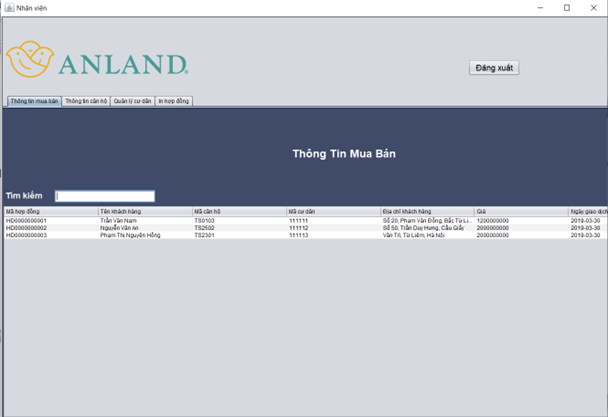 Nhân viên
ANLAND®
Đăng xuất
Thông tin mua bán Thông tin căn hộ Quản lý cư dân In hợp đồng
Thông Tin Mua Bán
Tìm kiếm
Mã hợp đồng Tên khách hàng Mã căn hộ Mã cư dân Địa chỉ khách hàng Giá Ngày giao dịch
HD0000000001 Trần Văn Nam TS0103 111111 Số 20, Phạm Văn Đồng, Bắc Từ Li... 1200000000 2019-03-30
HD0000000002 Nguyễn Văn An TS2502 111112 Số 50, Trần Duy Hưng, Cầu Giấy 2000000000 2019-03-30
HD0000000003 Phạm Thị Nguyên Hồng TS2301 111113 Văn Trì, Từ Liêm, Hà Nội 2000000000 2019-03-30